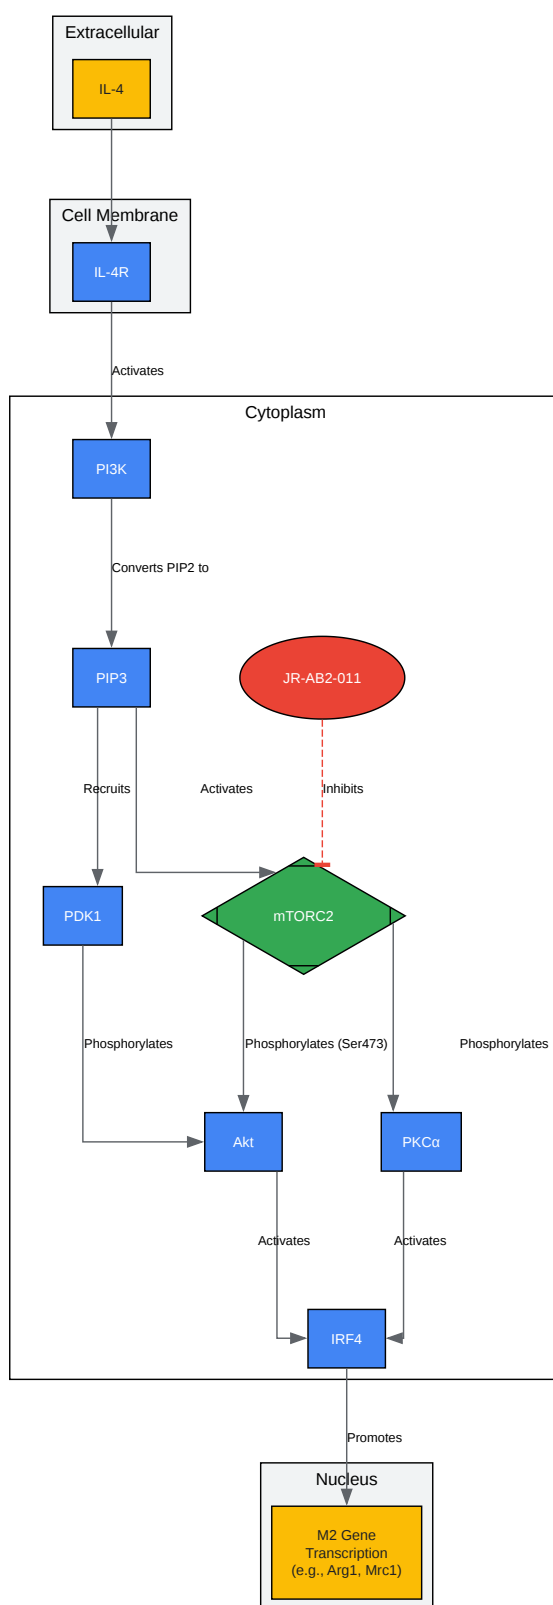 Extracellular
IL-4
Cell Membrane
IL-4R
Activates
Cytoplasm
PI3K
Converts PIP2 to
PIP3
JR-AB2-011
Recruits
Activates
Inhibits
PDK1
mTORC2
Phosphorylates
Phosphorylates (Ser473)
Phosphorylates
Akt
PKCα
Activates
Activates
IRF4
Promotes
Nucleus
M2 Gene
Transcription
(e.g., Arg1, Mrc1)